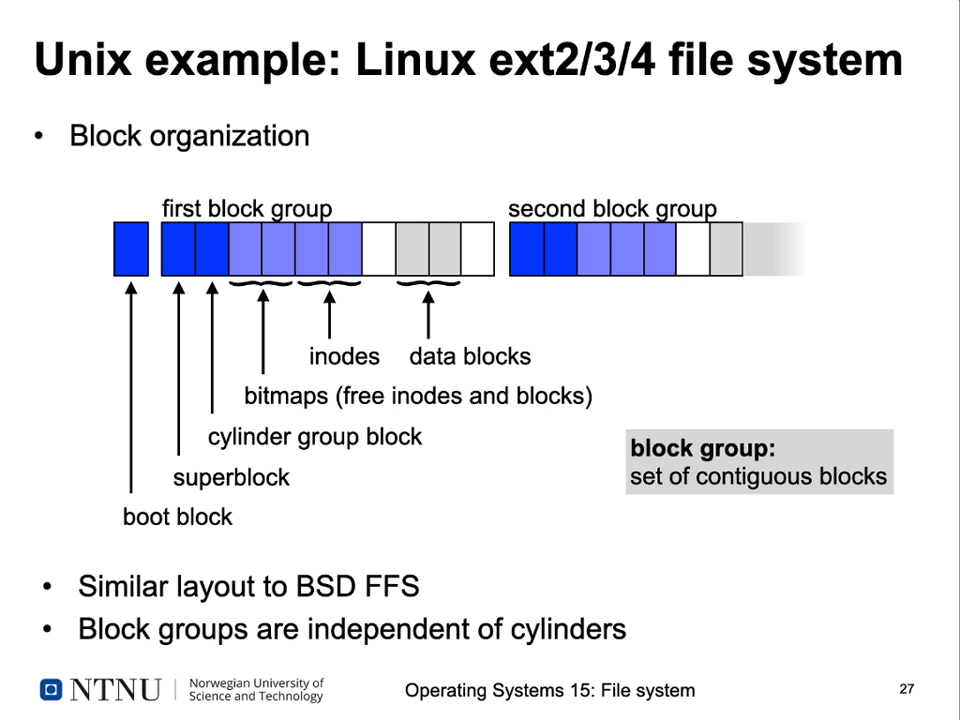 Unix example: Linux ext2/3/4 file system
• Block organization
first block group
second block group
inodes
data blocks
bitmaps (free inodes and blocks)
cylinder group block
superblock
boot block
block group:
set of contiguous blocks
• Similar layout to BSD FFS
• Block groups are independent of cylinders
NTNU
Norwegian University of
Science and Technology
Operating Systems 15: File system
27